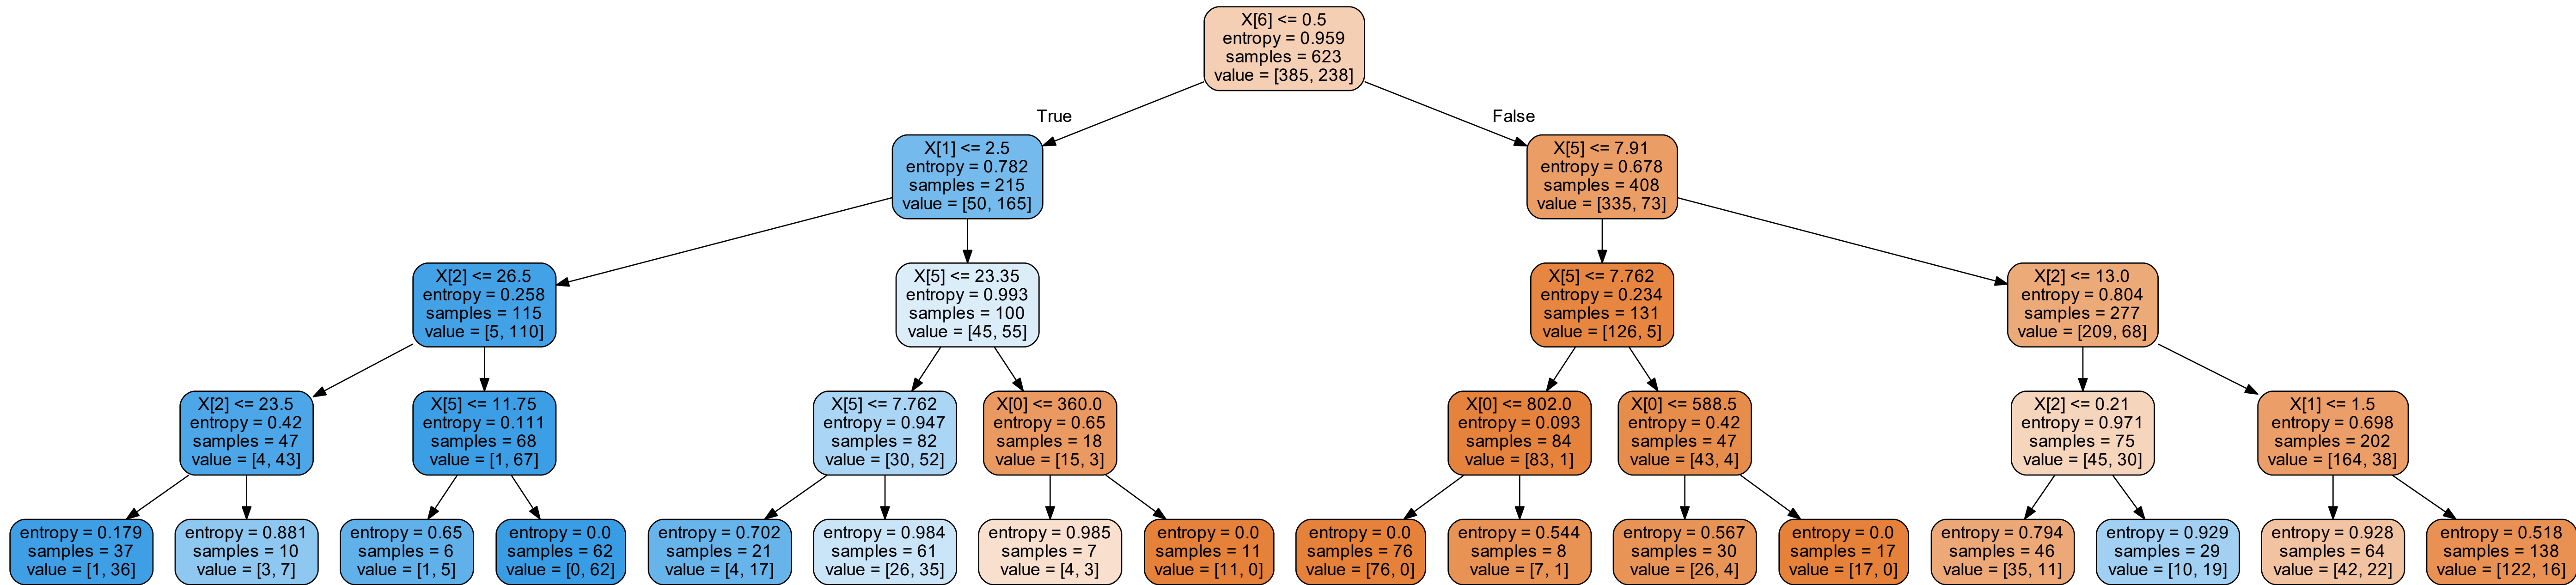 X[6] <= 0.5
entropy = 0.959
samples = 623
value = [385, 238]
True
False
X[1] <= 2.5
entropy = 0.782
samples = 215
value = [50, 165]
X[5] <= 7.91
entropy = 0.678
samples = 408
value = [335, 73]
X[2] <= 26.5
entropy = 0.258
samples = 115
value = [5, 110]
X[5] <= 23.35
entropy = 0.993
samples = 100
value = [45, 55]
X[5] <= 7.762
entropy = 0.234
samples = 131
value = [126, 5]
X[2] <= 13.0
entropy = 0.804
samples = 277
value = [209, 68]
X[2] <= 23.5
entropy = 0.42
samples = 47
value = [4, 43]
X[5] <= 11.75
entropy = 0.111
samples = 68
value = [1, 67]
X[5] <= 7.762
entropy = 0.947
samples = 82
value = [30, 52]
X[0] <= 360.0
entropy = 0.65
samples = 18
value = [15, 3]
X[0] <= 802.0
entropy = 0.093
samples = 84
value = [83, 1]
X[0] <= 588.5
entropy = 0.42
samples = 47
value = [43, 4]
X[2] <= 0.21
entropy = 0.971
samples = 75
value = [45, 30]
X[1] <= 1.5
entropy = 0.698
samples = 202
value = [164, 38]
entropy = 0.179
samples = 37
value = [1, 36]
entropy = 0.881
samples = 10
value = [3, 7]
entropy = 0.65
samples = 6
value = [1, 5]
entropy = 0.0
samples = 62
value = [0, 62]
entropy = 0.702
samples = 21
value = [4, 17]
entropy = 0.984
samples = 61
value = [26, 35]
entropy = 0.985
samples = 7
value = [4, 3]
entropy = 0.0
samples = 11
value = [11, 0]
entropy = 0.0
samples = 76
value = [76, 0]
entropy = 0.544
samples = 8
value = [7, 1]
entropy = 0.567
samples = 30
value = [26, 4]
entropy = 0.0
samples = 17
value = [17, 0]
entropy = 0.794
samples = 46
value = [35, 11]
entropy = 0.929
samples = 29
value = [10, 19]
entropy = 0.928
samples = 64
value = [42, 22]
entropy = 0.518
samples = 138
value = [122, 16]